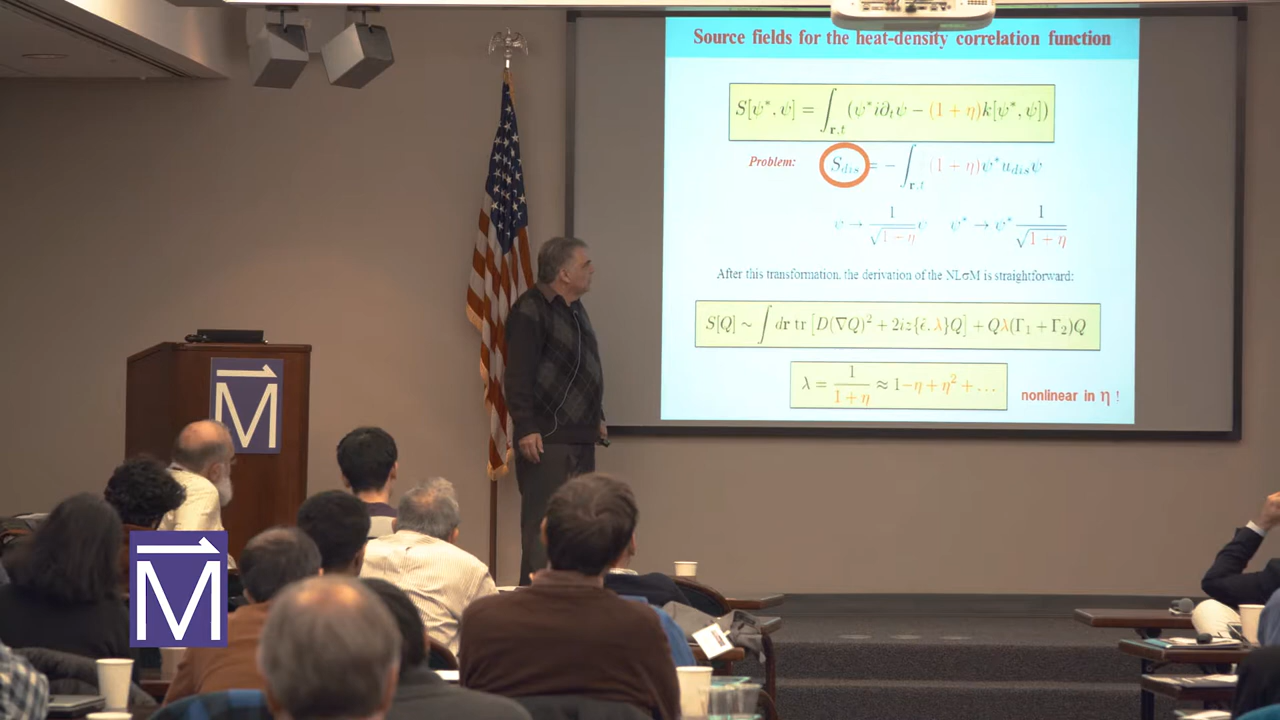 Source fields for the heat-density correlation function
S[ψ*, ψ] = ∫r,t (ψ* i∂tψ − (1 + η)k[ψ*, ψ])
Problem: Sdis = − ∫r,t (1 + η)ψ* udis ψ
ψ → 1/√(1 + η) ψ ψ* → ψ* 1/√(1 + η)
After this transformation, the derivation of the NLσM is straightforward:
S[Q] ~ ∫ dr tr [D(∇Q)² + 2iz{ε̂, λ}Q] + Qλ(Γ1 + Γ2)Q
λ = 1/(1 + η) ≈ 1−η + η² + ...
nonlinear in η !
M
M